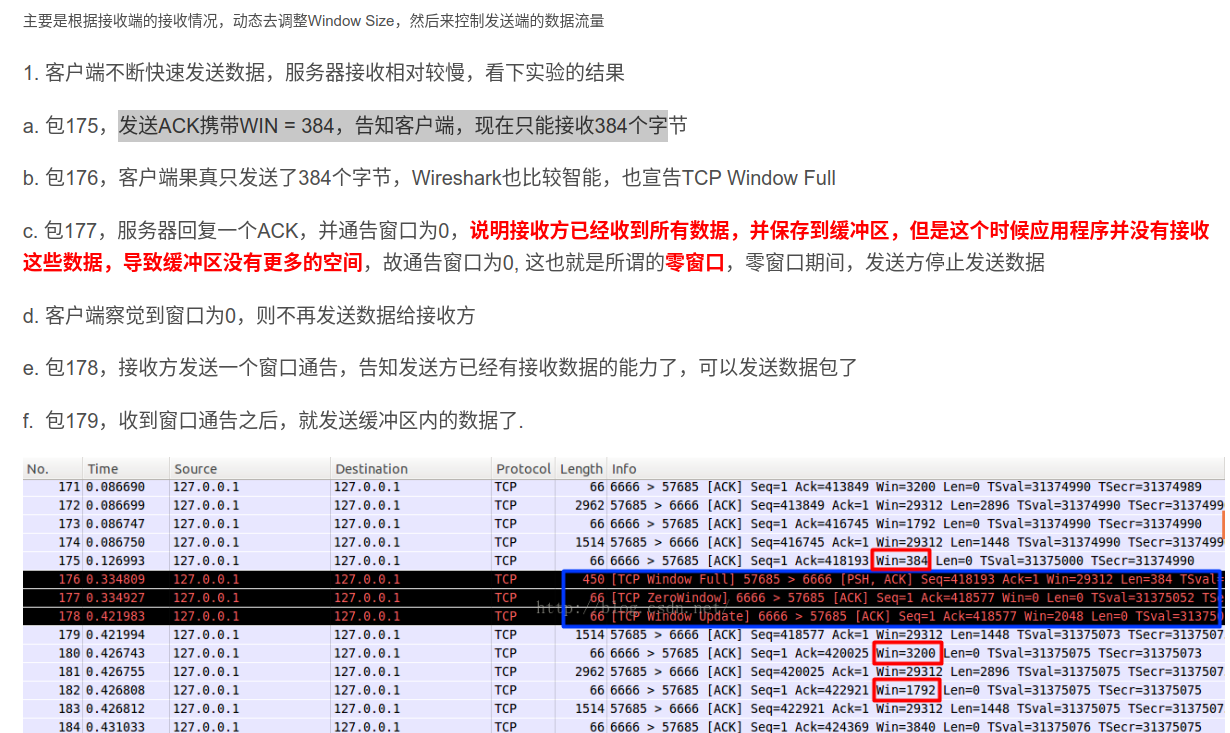 主要是根据接收端的接收情况，动态去调整Window Size，然后来控制发送端的数据流量
1. 客户端不断快速发送数据，服务器接收相对较慢，看下实验的结果
a. 包175，发送ACK携带WIN = 384，告知客户端，现在只能接收384个字节
b. 包176，客户端果真只发送了384个字节，Wireshark也比较智能，也宣告TCP Window Full
c. 包177，服务器回复一个ACK，并通告窗口为0，说明接收方已经收到所有数据，并保存到缓冲区，但是这个时候应用程序并没有接收
这些数据，导致缓冲区没有更多的空间，故通告窗口为0, 这也就是所谓的零窗口，零窗口期间，发送方停止发送数据
d. 客户端察觉到窗口为0，则不再发送数据给接收方
e. 包178，接收方发送一个窗口通告，告知发送方已经有接收数据的能力了，可以发送数据包了
f. 包179，收到窗口通告之后，就发送缓冲区内的数据了.
No. Time Source Destination Protocol Length Info
171 0.086690 127.0.0.1 127.0.0.1 TCP 66 6666 > 57685 [ACK] Seq=1 Ack=413849 Win=3200 Len=0 TSval=31374990 TSecr=31374989
172 0.086699 127.0.0.1 127.0.0.1 TCP 2962 57685 > 6666 [ACK] Seq=413849 Ack=1 Win=29312 Len=2896 TSval=31374990 TSecr=3137499
173 0.086747 127.0.0.1 127.0.0.1 TCP 66 6666 > 57685 [ACK] Seq=1 Ack=416745 Win=1792 Len=0 TSval=31374990 TSecr=31374990
174 0.086750 127.0.0.1 127.0.0.1 TCP 1514 57685 > 6666 [ACK] Seq=416745 Ack=1 Win=29312 Len=1448 TSval=31374990 TSecr=3137499
175 0.126993 127.0.0.1 127.0.0.1 TCP 66 6666 > 57685 [ACK] Seq=1 Ack=418193 Win=384 Len=0 TSval=31375000 TSecr=31374990
176 0.334809 127.0.0.1 127.0.0.1 TCP 450 [TCP Window Full] 57685 > 6666 [PSH, ACK] Seq=418193 Ack=1 Win=29312 Len=384 TSval=
177 0.334927 127.0.0.1 127.0.0.1 TCP 66 [TCP ZeroWindow] 6666 > 57685 [ACK] Seq=1 Ack=418577 Win=0 Len=0 TSval=31375052 TSe
http://blog.csdn.net/
178 0.421983 127.0.0.1 127.0.0.1 TCP 66 [TCP Window Update] 6666 > 57685 [ACK] Seq=1 Ack=418577 Win=2048 Len=0 TSval=31375
179 0.421994 127.0.0.1 127.0.0.1 TCP 1514 57685 > 6666 [ACK] Seq=418577 Ack=1 Win=29312 Len=1448 TSval=31375073 TSecr=3137507
180 0.426743 127.0.0.1 127.0.0.1 TCP 66 6666 > 57685 [ACK] Seq=1 Ack=420025 Win=3200 Len=0 TSval=31375075 TSecr=31375073
181 0.426755 127.0.0.1 127.0.0.1 TCP 2962 57685 > 6666 [ACK] Seq=420025 Ack=1 Win=29312 Len=2896 TSval=31375075 TSecr=3137507
182 0.426808 127.0.0.1 127.0.0.1 TCP 66 6666 > 57685 [ACK] Seq=1 Ack=422921 Win=1792 Len=0 TSval=31375075 TSecr=31375075
183 0.426812 127.0.0.1 127.0.0.1 TCP 1514 57685 > 6666 [ACK] Seq=422921 Ack=1 Win=29312 Len=1448 TSval=31375075 TSecr=3137507
184 0.431033 127.0.0.1 127.0.0.1 TCP 66 6666 > 57685 [ACK] Seq=1 Ack=424369 Win=3840 Len=0 TSval=31375076 TSecr=31375075